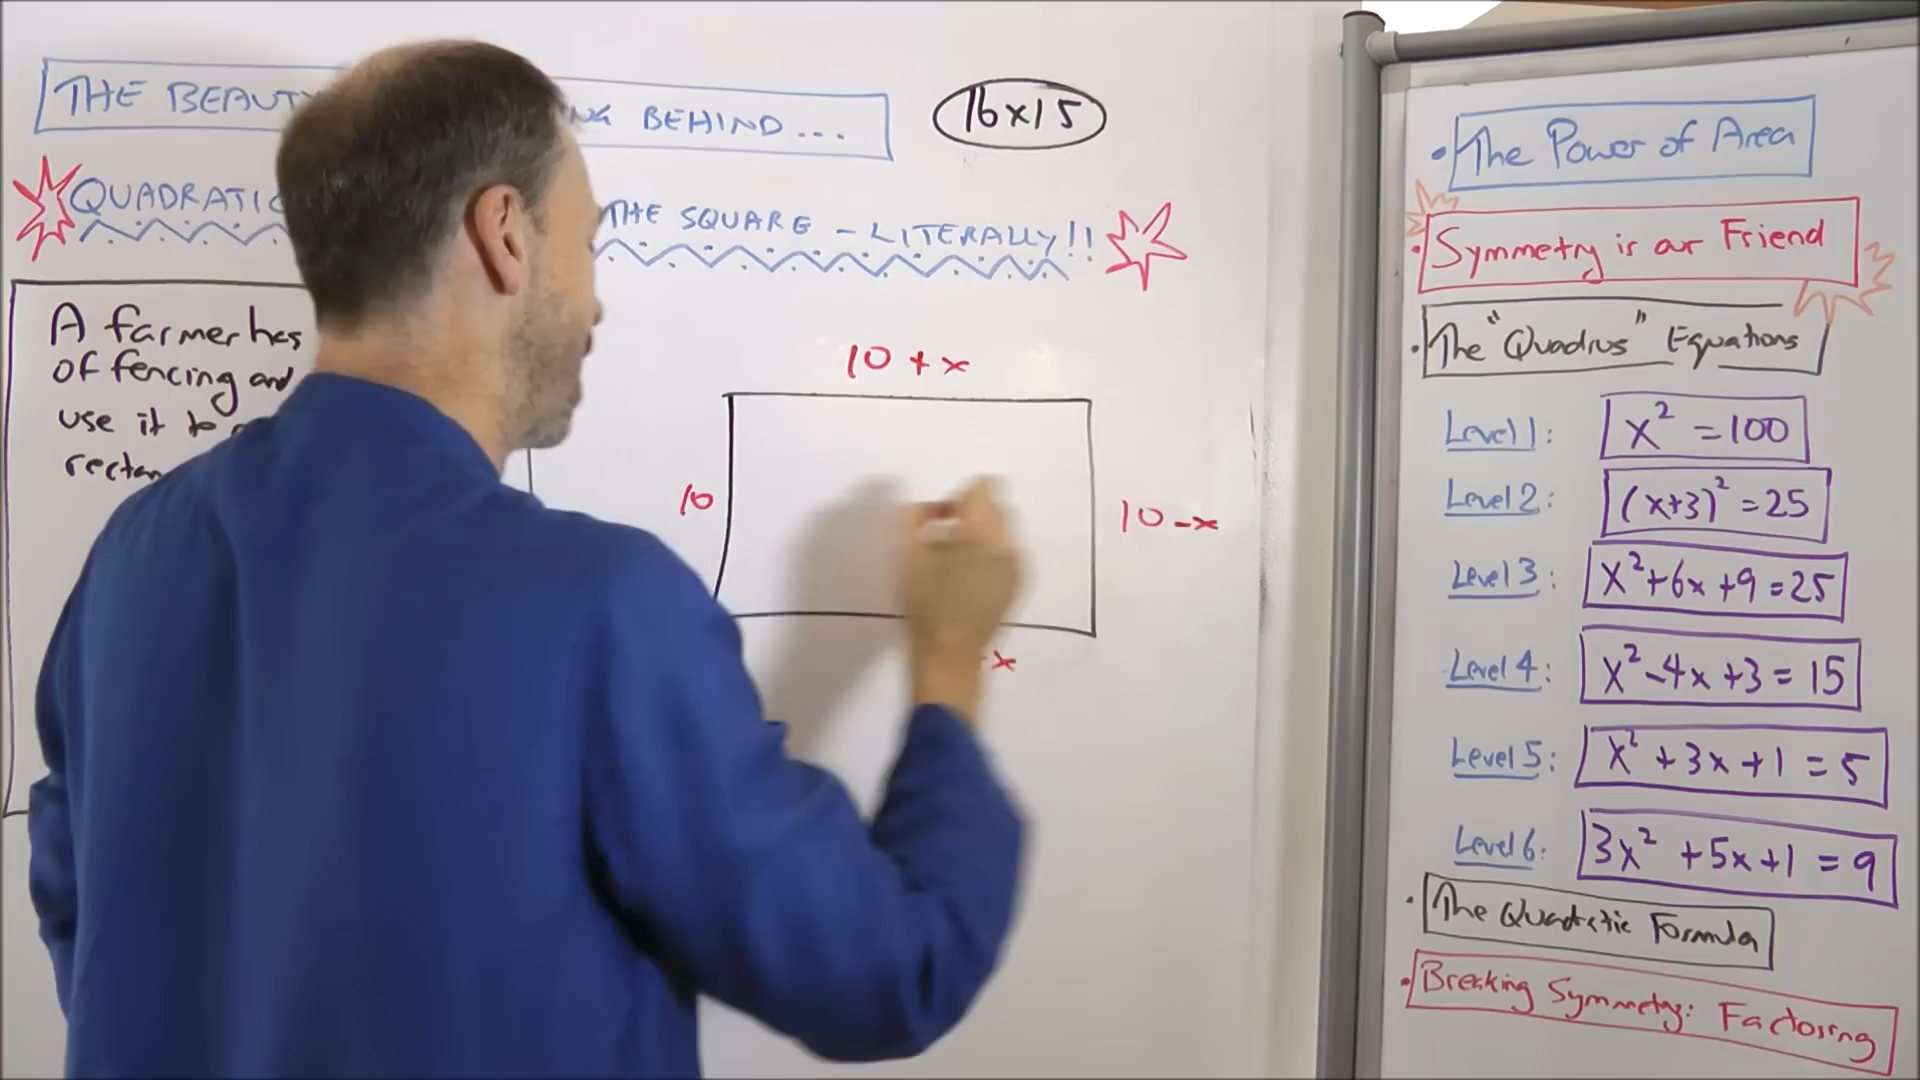 THE BEAUTY BEHIND...
16x15
QUADRATIC THE SQUARE - LITERALLY!!
A farmer has
of fencing and
use it to
10 + x
10
10 - x
- x
• The Power of Area
• Symmetry is our Friend
• The "Quadrus" Equations
Level 1: x² = 100
Level 2: (x+3)² = 25
Level 3: x² + 6x + 9 = 25
Level 4: x² - 4x + 3 = 15
Level 5: x² + 3x + 1 = 5
Level 6: 3x² + 5x + 1 = 9
• The Quadratic Formula
• Breaking Symmetry: Factoring